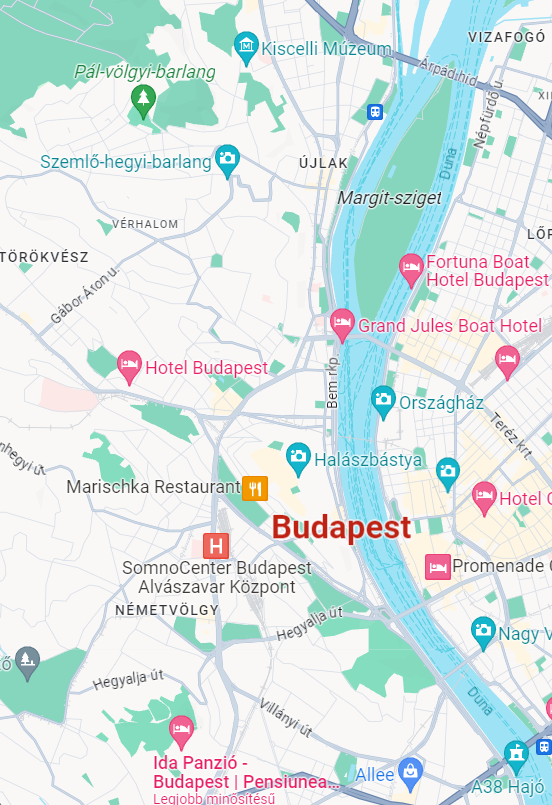 VIZAFOGÓ
Kiscelli Múzeum
Pál-völgyi-barlang
Árpád híd
XII
Népfürdő u.
Szemlő-hegyi-barlang
ÚJLAK
Duna
Margit-sziget
VÉRHALOM
LŐP
TÖRÖKVÉSZ
Fortuna Boat
Hotel Budapest
Gábor Áron u.
Grand Jules Boat Hotel
Hotel Budapest
Bem rkp.
Országház
Teréz krt.
Halászbástya
nhegyi út
Marischka Restaurant
Hotel
Budapest
H
SomnoCenter Budapest
Alvászavar Központ
Promenade
NÉMETVÖLGY
Hegyalja út
Nagy V
ő
Hegyalja út
Duna
Villányi út
Ida Panzió -
Budapest | Pensiunea...
Legjobb minősítésű
Allee
A38 Hajó